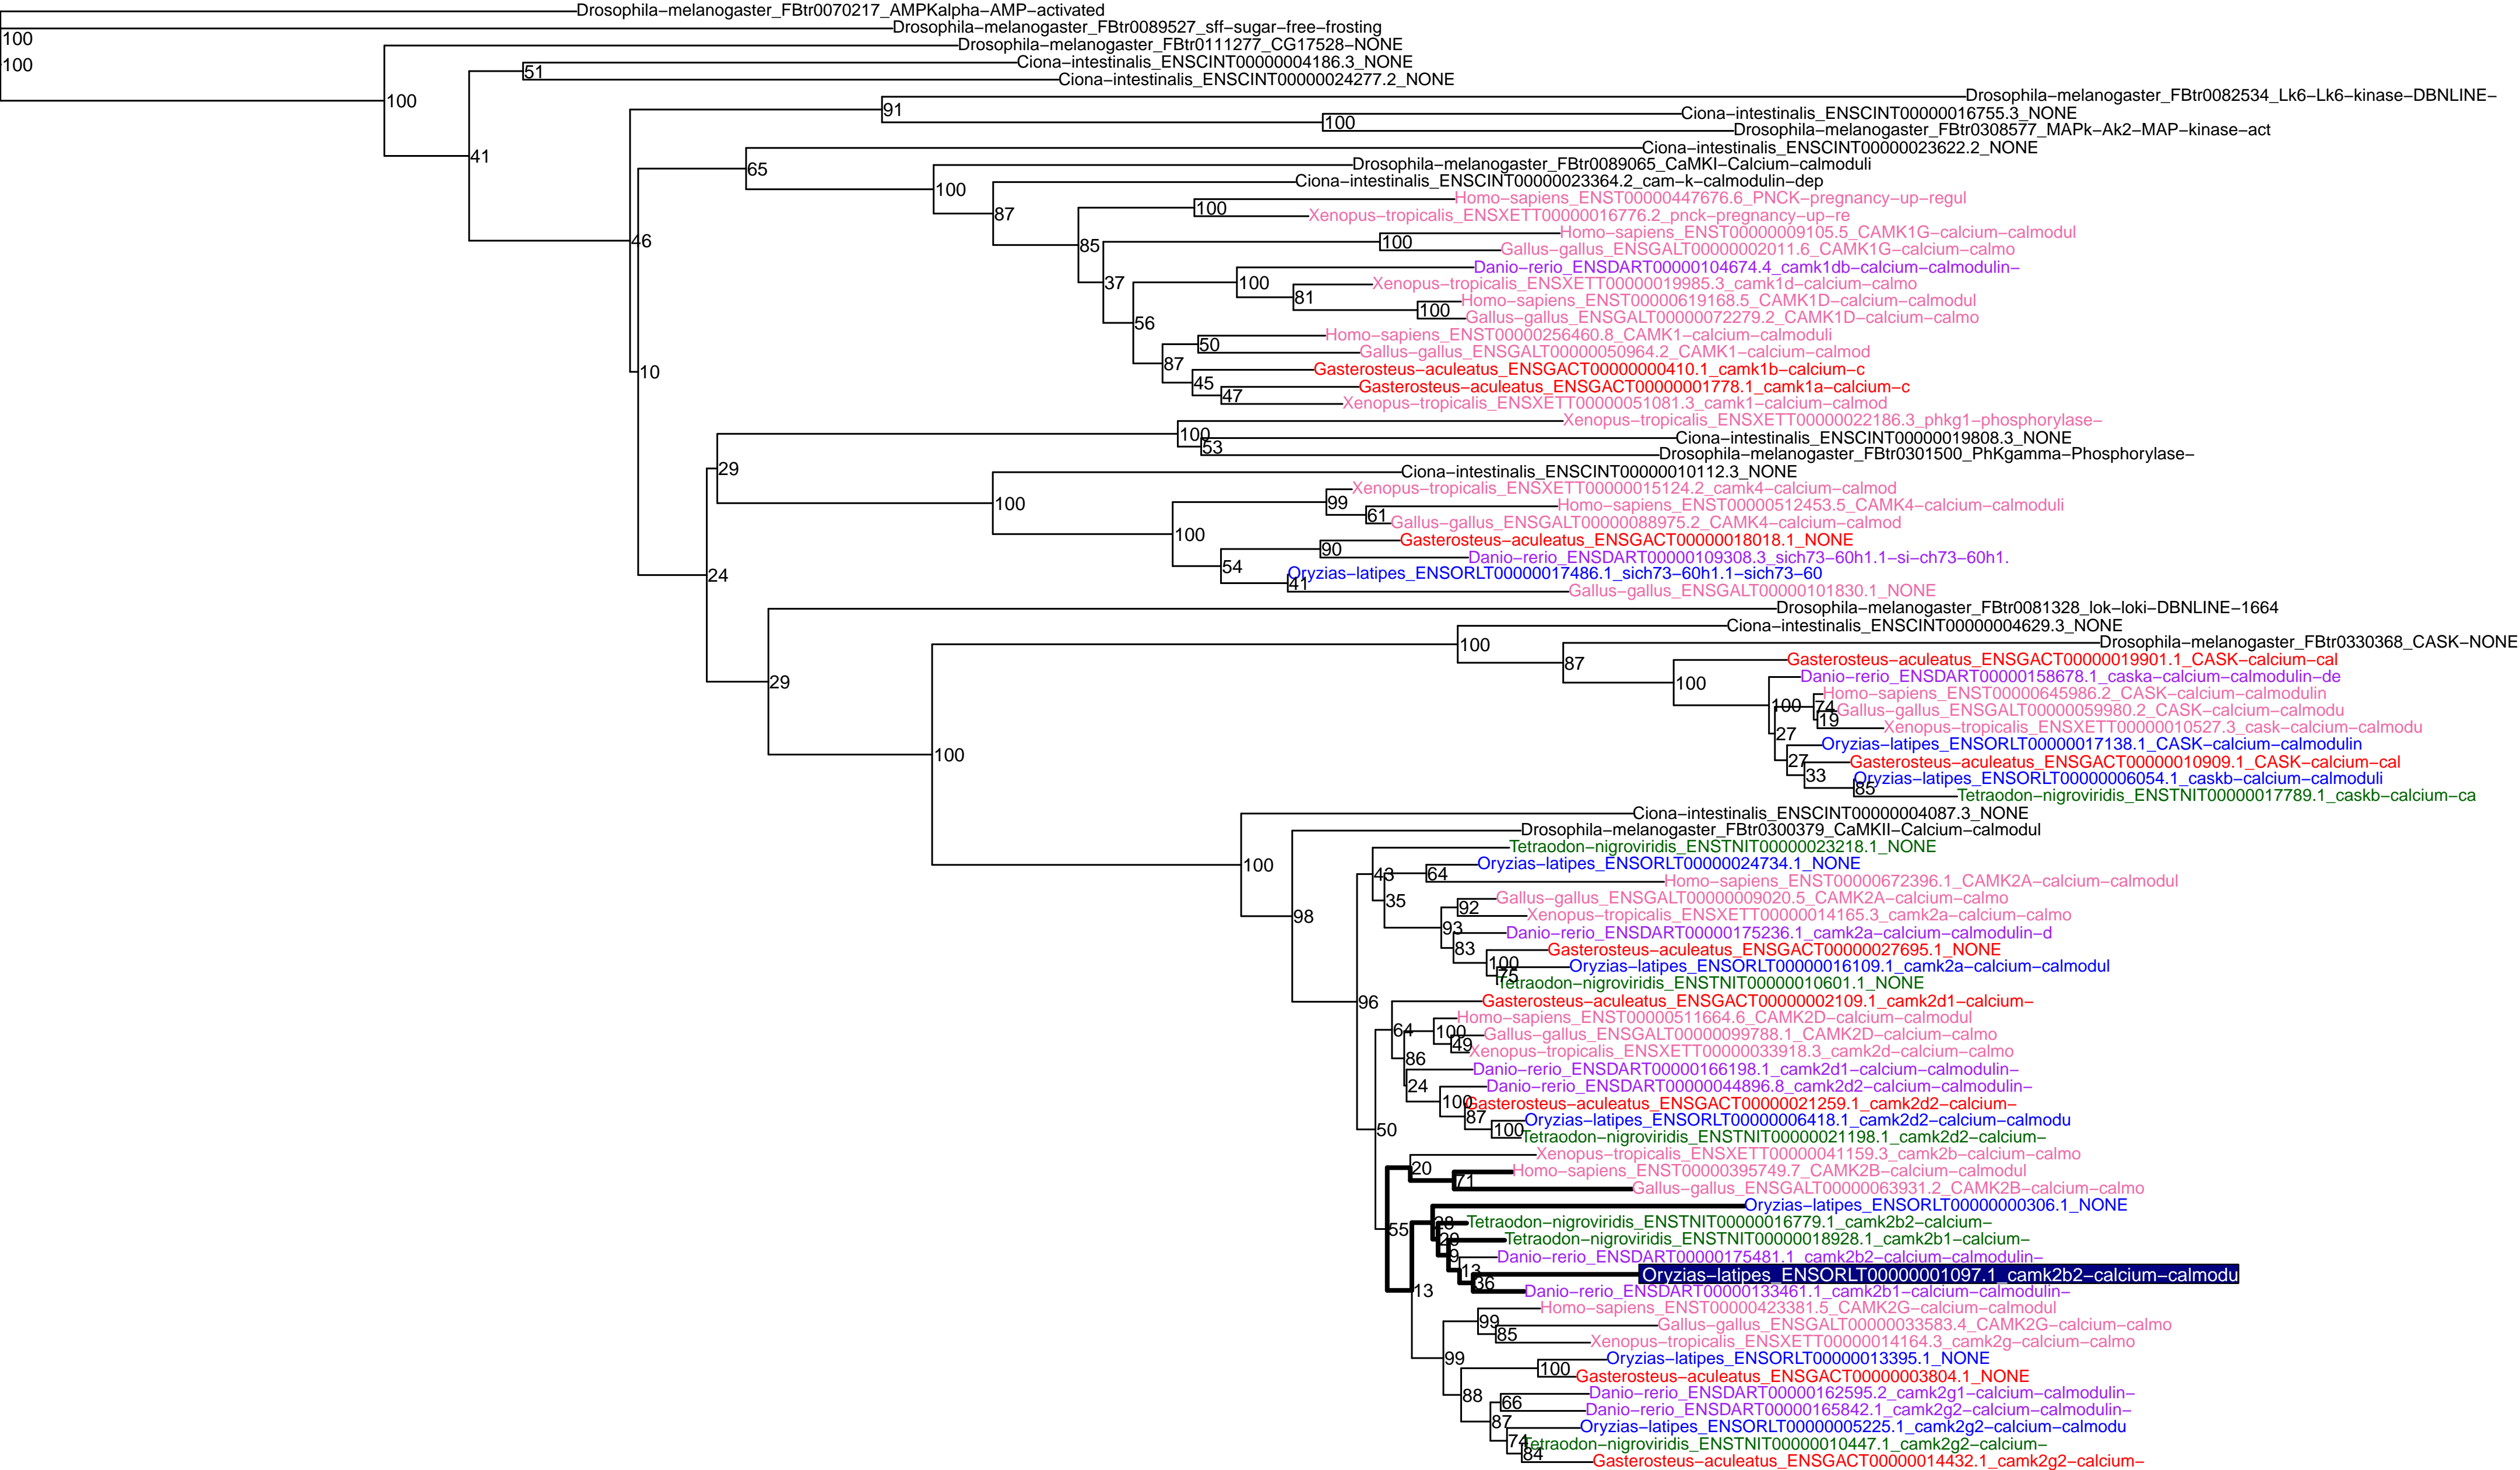 Drosophila−melanogaster_FBtr0070217_AMPKalpha−AMP−activated
Drosophila−melanogaster_FBtr0089527_sff−sugar−free−frosting
100
Drosophila−melanogaster_FBtr0111277_CG17528−NONE
100
Ciona−intestinalis_ENSCINT00000004186.3_NONE
51
Ciona−intestinalis_ENSCINT00000024277.2_NONE
100
Drosophila−melanogaster_FBtr0082534_Lk6−Lk6−kinase−DBNLINE−
91
Ciona−intestinalis_ENSCINT00000016755.3_NONE
100
Drosophila−melanogaster_FBtr0308577_MAPk−Ak2−MAP−kinase−act
41
Ciona−intestinalis_ENSCINT00000023622.2_NONE
65
Drosophila−melanogaster_FBtr0089065_CaMKI−Calcium−calmoduli
100
Ciona−intestinalis_ENSCINT00000023364.2_cam−k−calmodulin−dep
87
Homo−sapiens_ENST00000447676.6_PNCK−pregnancy−up−regul
100
Xenopus−tropicalis_ENSXETT00000016776.2_pnck−pregnancy−up−re
46
85
Homo−sapiens_ENST00000009105.5_CAMK1G−calcium−calmodul
100
Gallus−gallus_ENSGALT00000002011.6_CAMK1G−calcium−calmo
37
Danio−rerio_ENSDART00000104674.4_camk1db−calcium−calmodulin−
100
Xenopus−tropicalis_ENSXETT00000019985.3_camk1d−calcium−calmo
81
Homo−sapiens_ENST00000619168.5_CAMK1D−calcium−calmodul
100
Gallus−gallus_ENSGALT00000072279.2_CAMK1D−calcium−calmo
56
Homo−sapiens_ENST00000256460.8_CAMK1−calcium−calmoduli
50
Gallus−gallus_ENSGALT00000050964.2_CAMK1−calcium−calmod
87
10
Gasterosteus−aculeatus_ENSGACT00000000410.1_camk1b−calcium−c
45
Gasterosteus−aculeatus_ENSGACT00000001778.1_camk1a−calcium−c
47
Xenopus−tropicalis_ENSXETT00000051081.3_camk1−calcium−calmod
Xenopus−tropicalis_ENSXETT00000022186.3_phkg1−phosphorylase−
100
Ciona−intestinalis_ENSCINT00000019808.3_NONE
53
Drosophila−melanogaster_FBtr0301500_PhKgamma−Phosphorylase−
29
Ciona−intestinalis_ENSCINT00000010112.3_NONE
100
Xenopus−tropicalis_ENSXETT00000015124.2_camk4−calcium−calmod
99
Homo−sapiens_ENST00000512453.5_CAMK4−calcium−calmoduli
61
Gallus−gallus_ENSGALT00000088975.2_CAMK4−calcium−calmod
100
Gasterosteus−aculeatus_ENSGACT00000018018.1_NONE
90
Danio−rerio_ENSDART00000109308.3_sich73−60h1.1−si−ch73−60h1.
54
Oryzias−latipes_ENSORLT00000017486.1_sich73−60h1.1−sich73−60
41
Gallus−gallus_ENSGALT00000101830.1_NONE
24
Drosophila−melanogaster_FBtr0081328_lok−loki−DBNLINE−1664
Ciona−intestinalis_ENSCINT00000004629.3_NONE
100
Drosophila−melanogaster_FBtr0330368_CASK−NONE
87
Gasterosteus−aculeatus_ENSGACT00000019901.1_CASK−calcium−cal
29
100
Danio−rerio_ENSDART00000158678.1_caska−calcium−calmodulin−de
Homo−sapiens_ENST00000645986.2_CASK−calcium−calmodulin
100
74
Gallus−gallus_ENSGALT00000059980.2_CASK−calcium−calmodu
19
Xenopus−tropicalis_ENSXETT00000010527.3_cask−calcium−calmodu
27
Oryzias−latipes_ENSORLT00000017138.1_CASK−calcium−calmodulin
100
27
Gasterosteus−aculeatus_ENSGACT00000010909.1_CASK−calcium−cal
33
Oryzias−latipes_ENSORLT00000006054.1_caskb−calcium−calmoduli
85
Tetraodon−nigroviridis_ENSTNIT00000017789.1_caskb−calcium−ca
Ciona−intestinalis_ENSCINT00000004087.3_NONE
100
Drosophila−melanogaster_FBtr0300379_CaMKII−Calcium−calmodul
Tetraodon−nigroviridis_ENSTNIT00000023218.1_NONE
43
Oryzias−latipes_ENSORLT00000024734.1_NONE
64
Homo−sapiens_ENST00000672396.1_CAMK2A−calcium−calmodul
35
Gallus−gallus_ENSGALT00000009020.5_CAMK2A−calcium−calmo
92
Xenopus−tropicalis_ENSXETT00000014165.3_camk2a−calcium−calmo
98
93
Danio−rerio_ENSDART00000175236.1_camk2a−calcium−calmodulin−d
83
Gasterosteus−aculeatus_ENSGACT00000027695.1_NONE
100
Oryzias−latipes_ENSORLT00000016109.1_camk2a−calcium−calmodul
75
Tetraodon−nigroviridis_ENSTNIT00000010601.1_NONE
96
Gasterosteus−aculeatus_ENSGACT00000002109.1_camk2d1−calcium−
64
Homo−sapiens_ENST00000511664.6_CAMK2D−calcium−calmodul
100
Gallus−gallus_ENSGALT00000099788.1_CAMK2D−calcium−calmo
49
Xenopus−tropicalis_ENSXETT00000033918.3_camk2d−calcium−calmo
86
Danio−rerio_ENSDART00000166198.1_camk2d1−calcium−calmodulin−
24
Danio−rerio_ENSDART00000044896.8_camk2d2−calcium−calmodulin−
100
Gasterosteus−aculeatus_ENSGACT00000021259.1_camk2d2−calcium−
87
Oryzias−latipes_ENSORLT00000006418.1_camk2d2−calcium−calmodu
100
Tetraodon−nigroviridis_ENSTNIT00000021198.1_camk2d2−calcium−
50
Xenopus−tropicalis_ENSXETT00000041159.3_camk2b−calcium−calmo
20
Homo−sapiens_ENST00000395749.7_CAMK2B−calcium−calmodul
71
Gallus−gallus_ENSGALT00000063931.2_CAMK2B−calcium−calmo
55
Oryzias−latipes_ENSORLT00000000306.1_NONE
Tetraodon−nigroviridis_ENSTNIT00000016779.1_camk2b2−calcium−
Tetraodon−nigroviridis_ENSTNIT00000018928.1_camk2b1−calcium−
9
Danio−rerio_ENSDART00000175481.1_camk2b2−calcium−calmodulin−
13
Oryzias−latipes_ENSORLT00000001097.1_camk2b2−calcium−calmodu
36
Danio−rerio_ENSDART00000133461.1_camk2b1−calcium−calmodulin−
13
Homo−sapiens_ENST00000423381.5_CAMK2G−calcium−calmodul
99
Gallus−gallus_ENSGALT00000033583.4_CAMK2G−calcium−calmo
85
Xenopus−tropicalis_ENSXETT00000014164.3_camk2g−calcium−calmo
99
Oryzias−latipes_ENSORLT00000013395.1_NONE
100
Gasterosteus−aculeatus_ENSGACT00000003804.1_NONE
88
Danio−rerio_ENSDART00000162595.2_camk2g1−calcium−calmodulin−
66
Danio−rerio_ENSDART00000165842.1_camk2g2−calcium−calmodulin−
87
Oryzias−latipes_ENSORLT00000005225.1_camk2g2−calcium−calmodu
74
Tetraodon−nigroviridis_ENSTNIT00000010447.1_camk2g2−calcium−
84
Gasterosteus−aculeatus_ENSGACT00000014432.1_camk2g2−calcium−